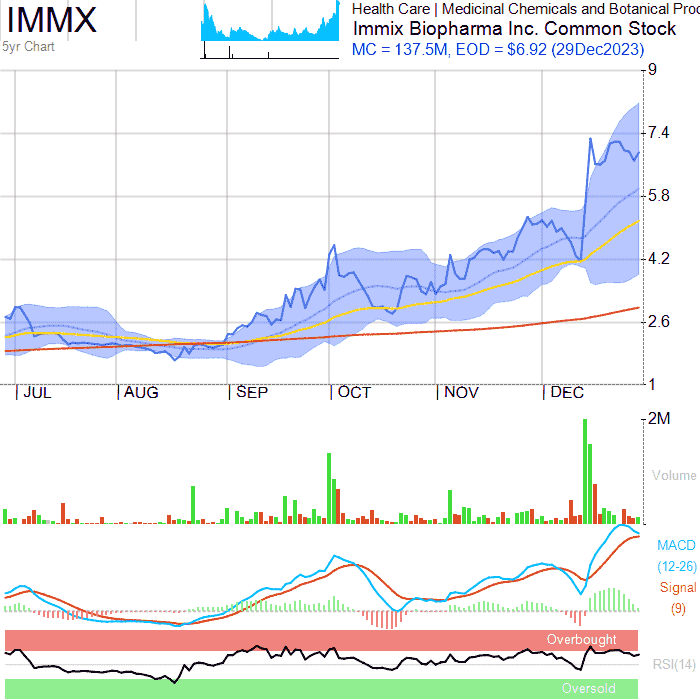 IMMX
5yr Chart
Health Care | Medicinal Chemicals and Botanical Prod
Immix Biopharma Inc. Common Stock
MC = 137.5M, EOD = $6.92 (29Dec2023)
9
7.4
5.8
4.2
2.6
1
JUL AUG SEP OCT NOV DEC
2M
Volume
MACD
(12-26)
Signal
(9)
Overbought
RSI(14)
Oversold